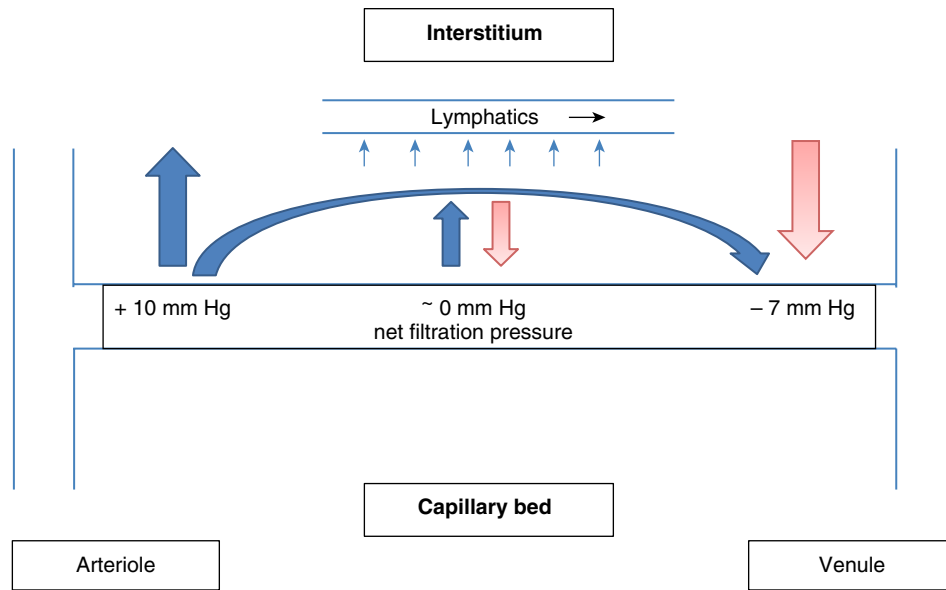 Interstitium
Lymphatics
+ 10 mm Hg
~ 0 mm Hg
– 7 mm Hg
net filtration pressure
Capillary bed
Arteriole
Venule